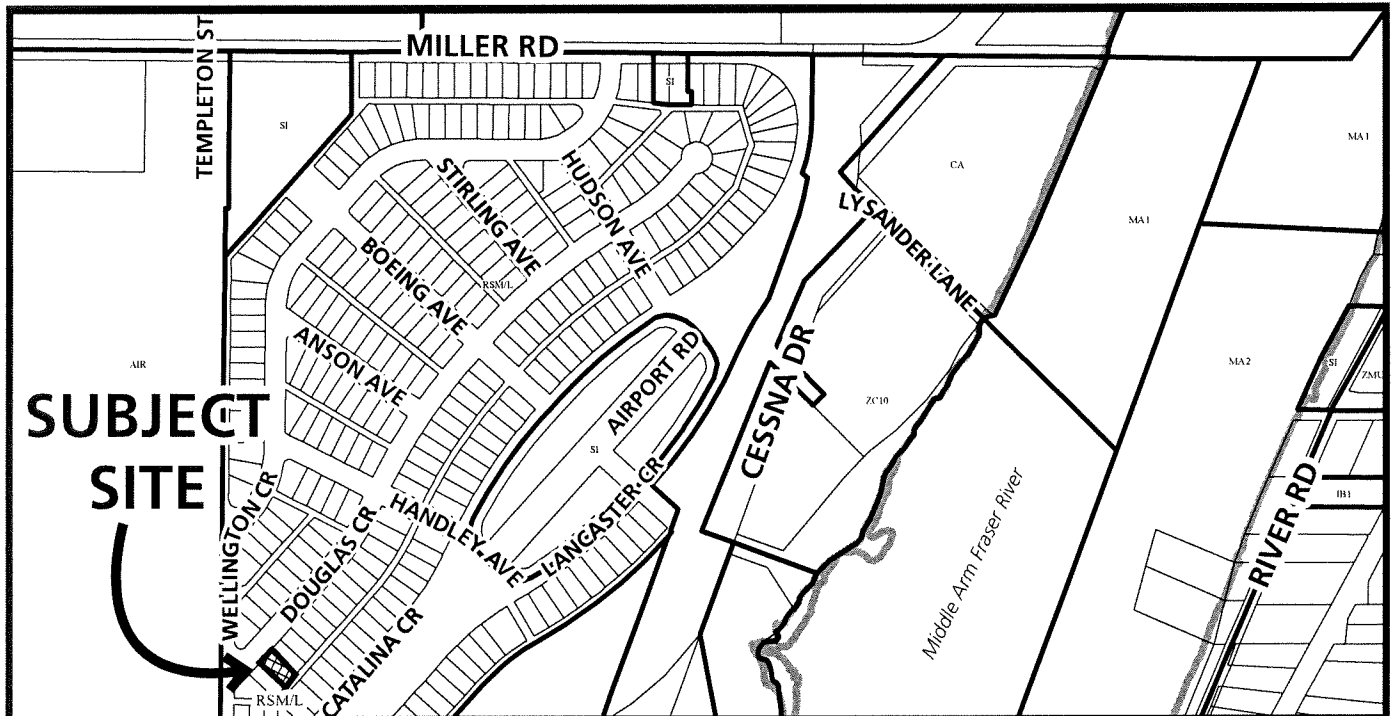 TEMPLETON ST
MILLER RD
SI
SI
MA1
CA
HUDSON AVE
STIRLING AVE
LYSANDER LANE
MA1
BOEING AVE
RSM/L
ANSON AVE
AIRPORT RD
CESSNA DR
MA2
SI
ZMU
AIR
SUBJECT
SITE
ZC10
SI
WELLINGTON CR
HANDLEY AVE
LANCASTER CR
DOUGLAS CR
RIVER RD
IB1
Middle Arm Fraser River
CATALINA CR
RSM/L